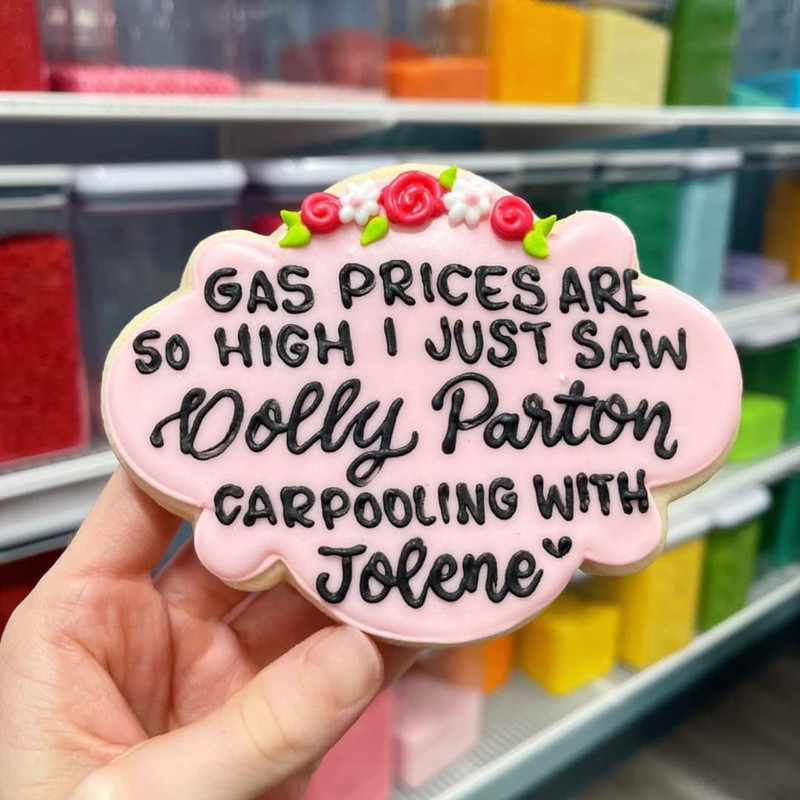 GAS PRICES ARE
SO HIGH I JUST SAW
Dolly Parton
CARPOOLING WITH
Jolene